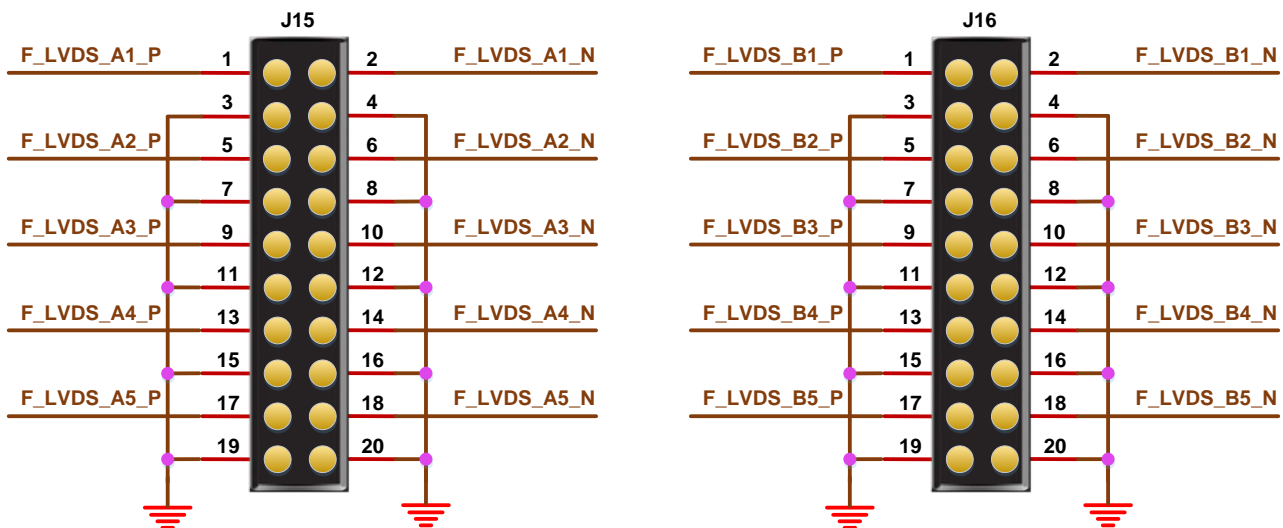 J15 J16
F_LVDS_A1_P 1 2 F_LVDS_A1_N F_LVDS_B1_P 1 2 F_LVDS_B1_N
3 4 3 4
F_LVDS_A2_P 5 6 F_LVDS_A2_N F_LVDS_B2_P 5 6 F_LVDS_B2_N
7 8 7 8
F_LVDS_A3_P 9 10 F_LVDS_A3_N F_LVDS_B3_P 9 10 F_LVDS_B3_N
11 12 11 12
F_LVDS_A4_P 13 14 F_LVDS_A4_N F_LVDS_B4_P 13 14 F_LVDS_B4_N
15 16 15 16
F_LVDS_A5_P 17 18 F_LVDS_A5_N F_LVDS_B5_P 17 18 F_LVDS_B5_N
19 20 19 20